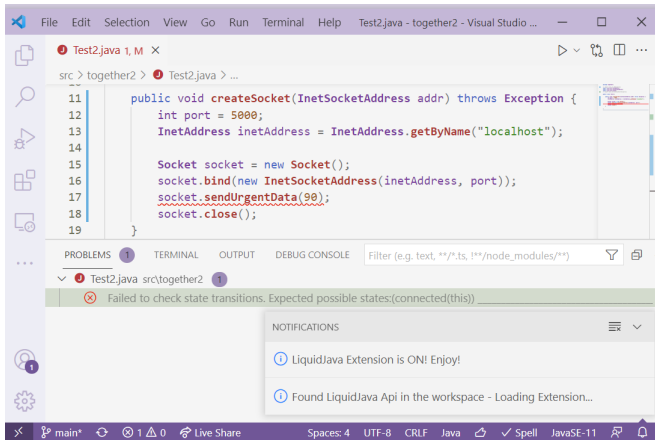 File Edit Selection View Go Run Terminal Help Test2.java - together2 - Visual Studio ...
Test2.java 1, M
src > together2 > Test2.java > ...
11 public void createSocket(InetSocketAddress addr) throws Exception {
12 int port = 5000;
13 InetAddress inetAddress = InetAddress.getByName("localhost");
14
15 Socket socket = new Socket();
16 socket.bind(new InetSocketAddress(inetAddress, port));
17 socket.sendUrgentData(90);
18 socket.close();
19 }
PROBLEMS 1 TERMINAL OUTPUT DEBUG CONSOLE Filter (e.g. text, **/*.ts, !**/node_modules/**)
Test2.java src\together2 1
Failed to check state transitions. Expected possible states:(connected(this))
NOTIFICATIONS
LiquidJava Extension is ON! Enjoy!
Found LiquidJava Api in the workspace - Loading Extension...
1
main* 1 0 Live Share Spaces: 4 UTF-8 CRLF Java Spell JavaSE-11